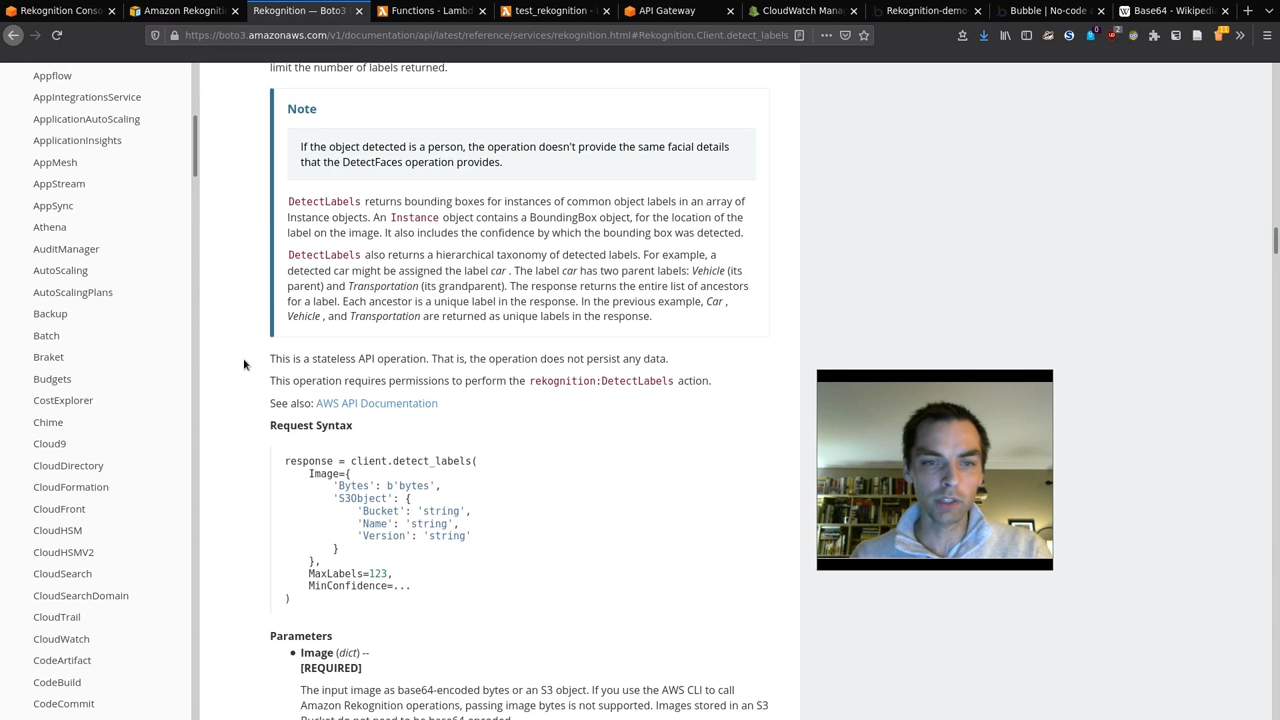 Rekognition Conso
Amazon Rekogniti
Rekognition — Boto3
Functions - Lambd
test_rekognition - L
API Gateway
CloudWatch Mana
Rekognition-demo
Bubble | No-code
Base64 - Wikipedia
https://boto3.amazonaws.com/v1/documentation/api/latest/reference/services/rekognition.html#Rekognition.Client.detect_labels
Appflow
AppIntegrationsService
ApplicationAutoScaling
ApplicationInsights
AppMesh
AppStream
AppSync
Athena
AuditManager
AutoScaling
AutoScalingPlans
Backup
Batch
Braket
Budgets
CostExplorer
Chime
Cloud9
CloudDirectory
CloudFormation
CloudFront
CloudHSM
CloudHSMV2
CloudSearch
CloudSearchDomain
CloudTrail
CloudWatch
CodeArtifact
CodeBuild
CodeCommit
limit the number of labels returned.
Note
If the object detected is a person, the operation doesn't provide the same facial details
that the DetectFaces operation provides.
DetectLabels returns bounding boxes for instances of common object labels in an array of
Instance objects. An Instance object contains a BoundingBox object, for the location of the
label on the image. It also includes the confidence by which the bounding box was detected.
DetectLabels also returns a hierarchical taxonomy of detected labels. For example, a
detected car might be assigned the label car . The label car has two parent labels: Vehicle (its
parent) and Transportation (its grandparent). The response returns the entire list of ancestors
for a label. Each ancestor is a unique label in the response. In the previous example, Car ,
Vehicle , and Transportation are returned as unique labels in the response.
This is a stateless API operation. That is, the operation does not persist any data.
This operation requires permissions to perform the rekognition:DetectLabels action.
See also: AWS API Documentation
Request Syntax
response = client.detect_labels(
Image={
'Bytes': b'bytes',
'S3Object': {
'Bucket': 'string',
'Name': 'string',
'Version': 'string'
}
},
MaxLabels=123,
MinConfidence=...
)
Parameters
Image (dict) --
[REQUIRED]
The input image as base64-encoded bytes or an S3 object. If you use the AWS CLI to call
Amazon Rekognition operations, passing image bytes is not supported. Images stored in an S3
Bucket do not need to be base64-encoded.